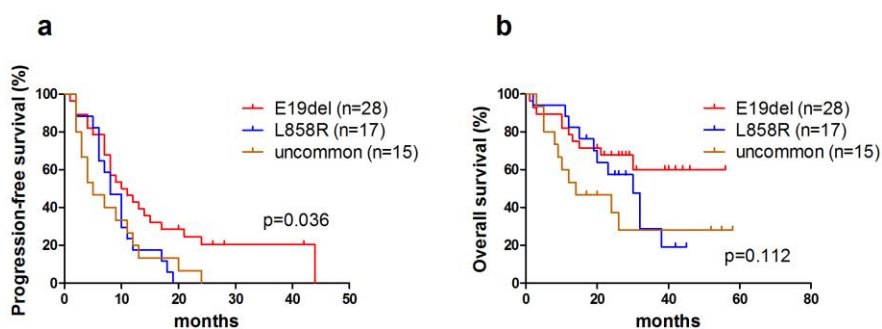 a
Progression-free survival (%)
100
80
60
40
20
0
0 10 20 30 40 50
months
E19del (n=28)
L858R (n=17)
uncommon (n=15)
p=0.036
b
Overall survival (%)
100
80
60
40
20
0
0 20 40 60 80
months
E19del (n=28)
L858R (n=17)
uncommon (n=15)
p=0.112